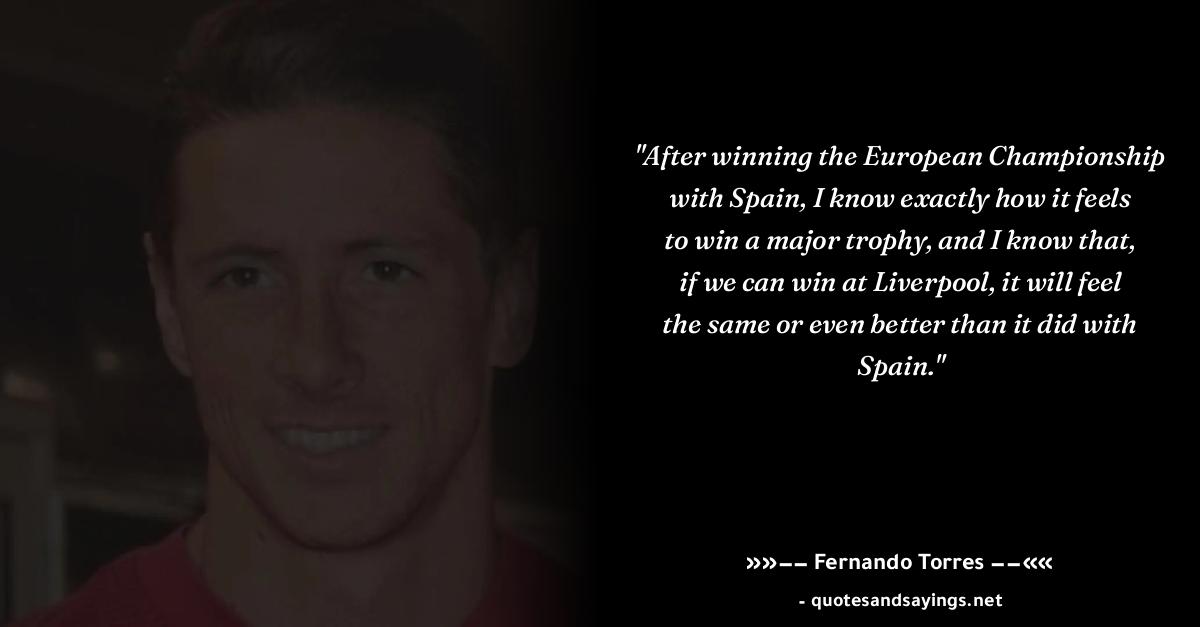 "After winning the European Championship
with Spain, I know exactly how it feels
to win a major trophy, and I know that,
if we can win at Liverpool, it will feel
the same or even better than it did with
Spain."
»»−− Fernando Torres −−««
- quotesandsayings.net